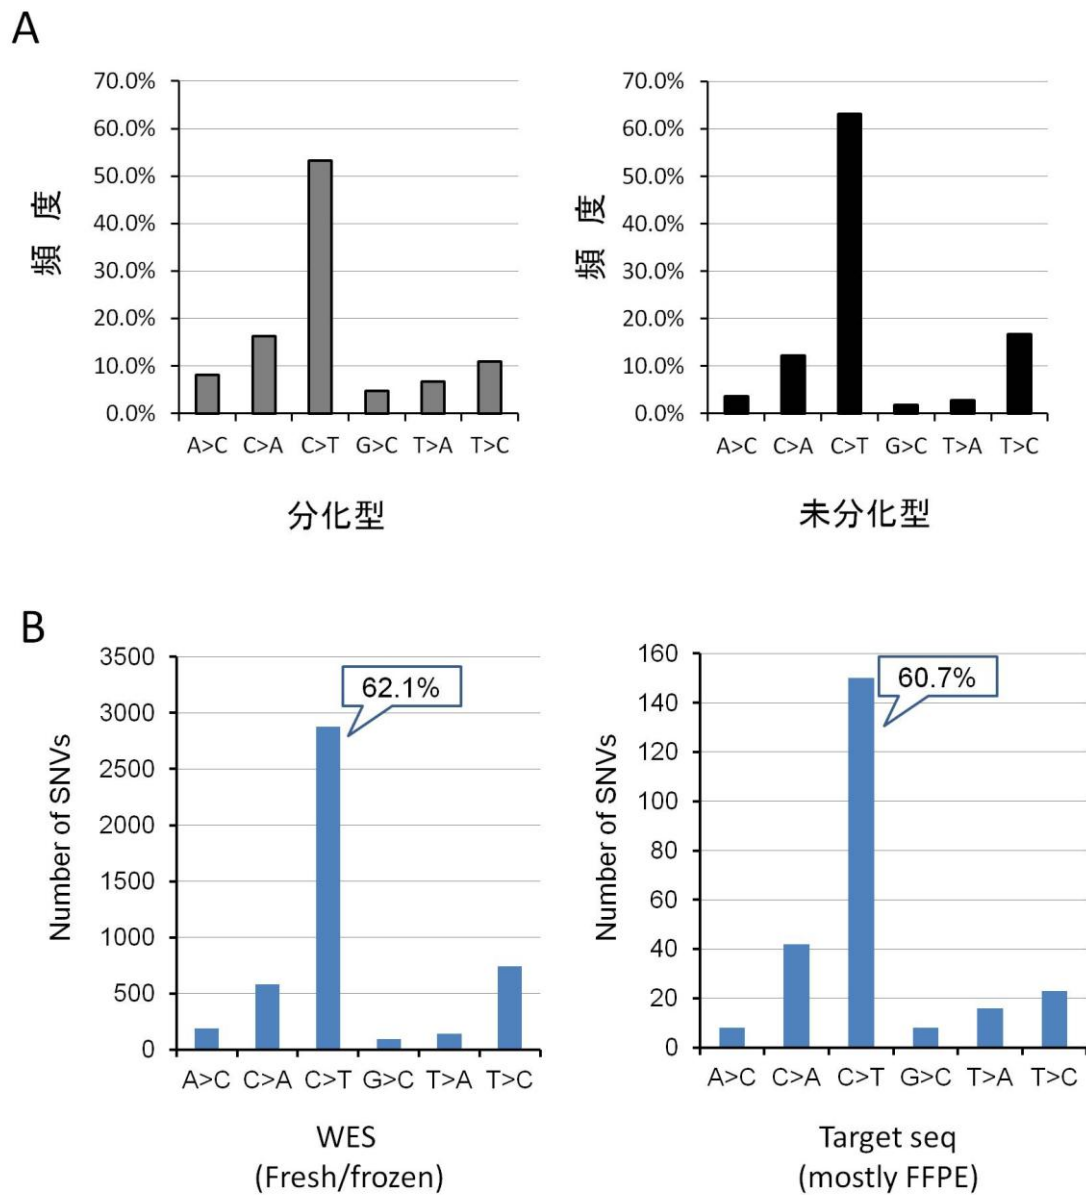 A
70.0%
60.0%
50.0%
40.0%
30.0%
20.0%
10.0%
0.0%
頻 度
A>C C>A C>T G>C T>A T>C
分化型
70.0%
60.0%
50.0%
40.0%
30.0%
20.0%
10.0%
0.0%
頻 度
A>C C>A C>T G>C T>A T>C
未分化型
B
3500
3000
2500
2000
1500
1000
500
0
Number of SNVs
62.1%
A>C C>A C>T G>C T>A T>C
WES
(Fresh/frozen)
160
140
120
100
80
60
40
20
0
Number of SNVs
60.7%
A>C C>A C>T G>C T>A T>C
Target seq
(mostly FFPE)